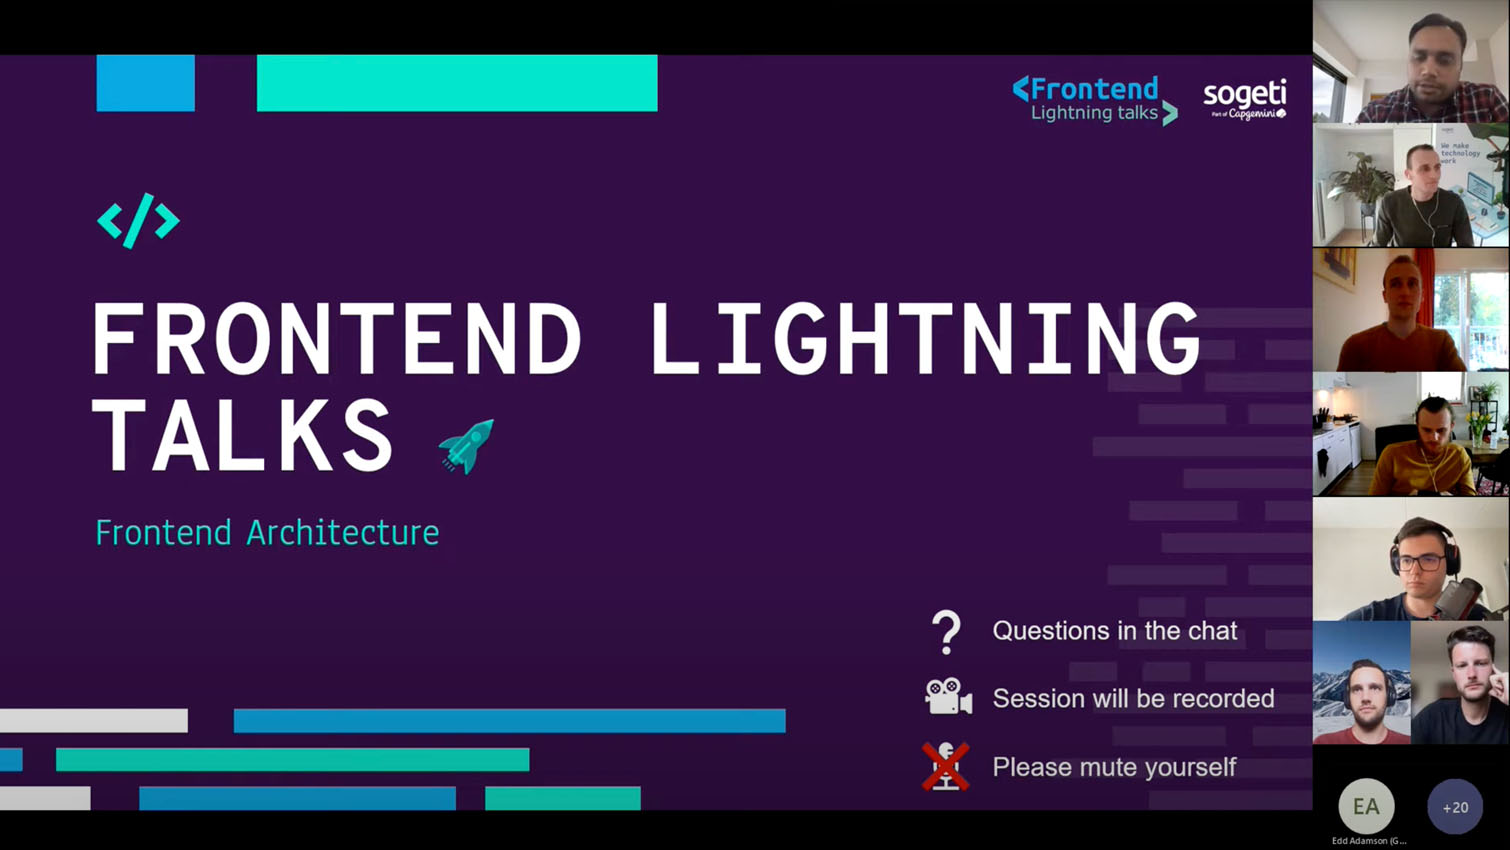 <Frontend
Lightning talks>
sogeti
Part of Capgemini
</>
FRONTEND LIGHTNING
TALKS
Frontend Architecture
? Questions in the chat
Session will be recorded
Please mute yourself
sogeti
We make
technology
work
EA
+20
Edd Adamson (G...